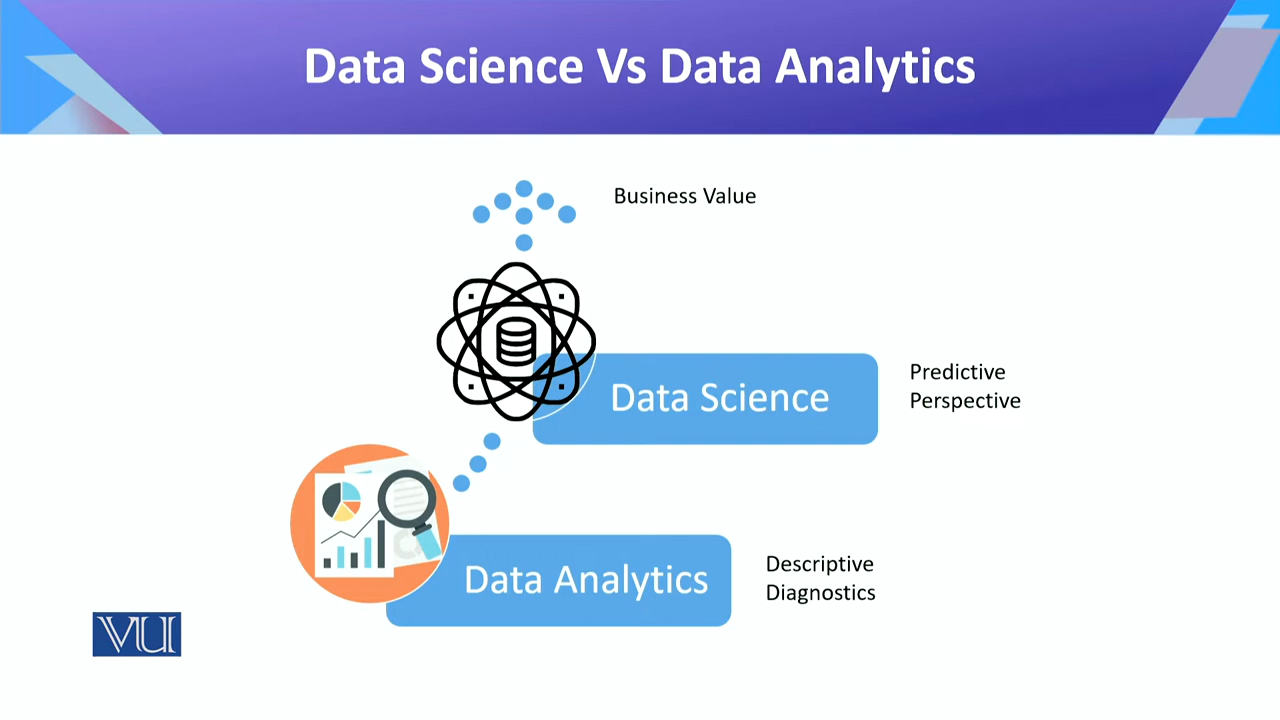 Data Science Vs Data Analytics
Business Value
Data Science
Predictive
Perspective
Data Analytics
Descriptive
Diagnostics
VU